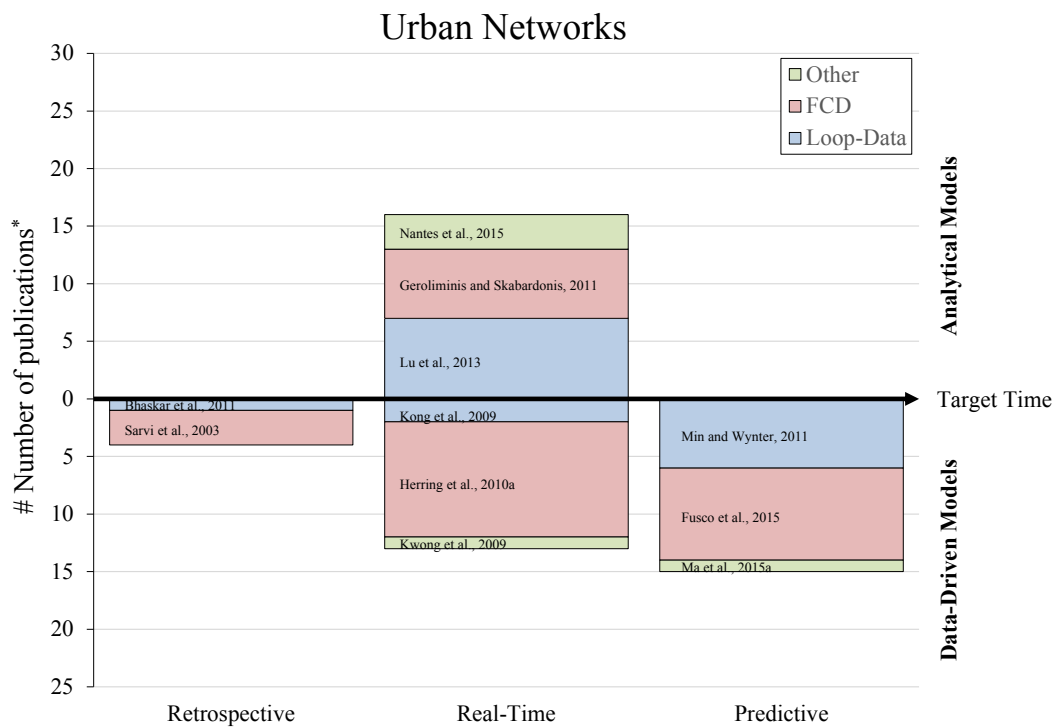 Urban Networks
Other
FCD
Loop-Data
# Number of publications*
30
25
20
15
10
5
0
5
10
15
20
25
Nantes et al., 2015
Geroliminis and Skabardonis, 2011
Lu et al., 2013
Bhaskar et al., 2011
Sarvi et al., 2003
Kong et al., 2009
Herring et al., 2010a
Kwong et al., 2009
Min and Wynter, 2011
Fusco et al., 2015
Ma et al., 2015a
Analytical Models
Target Time
Data-Driven Models
Retrospective
Real-Time
Predictive